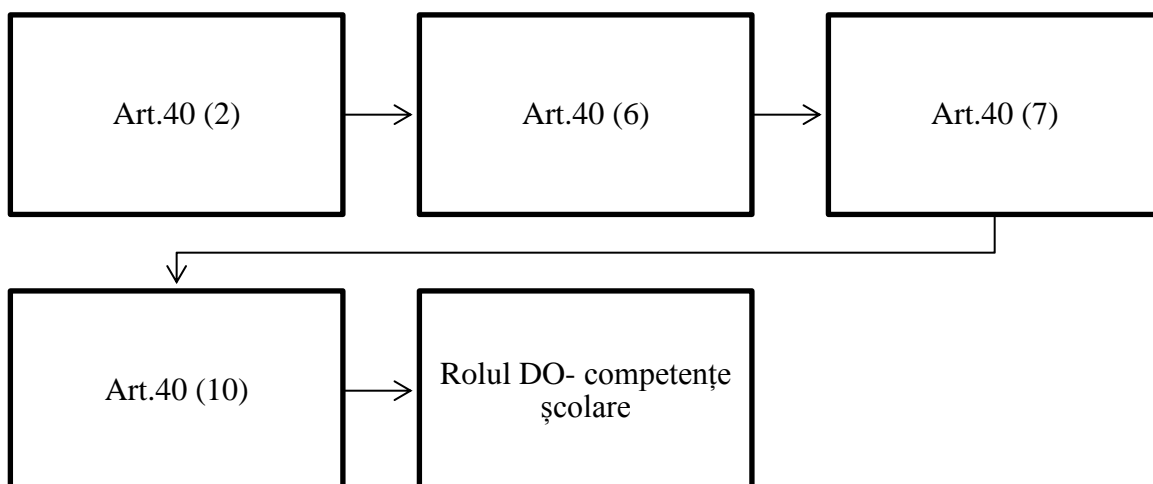 Art.40 (2)
Art.40 (6)
Art.40 (7)
Art.40 (10)
Rolul DO- competențe
școlare